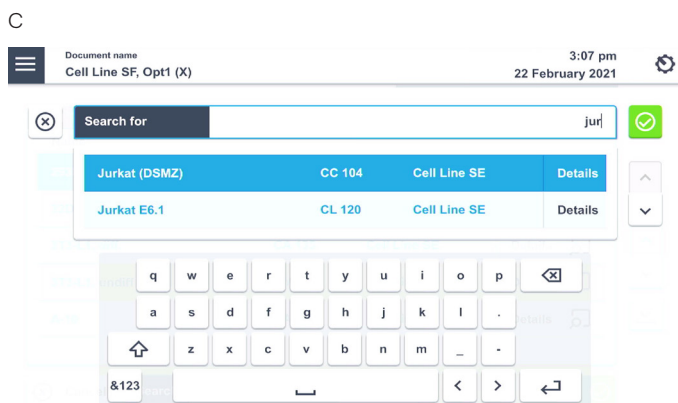 C
Document name
Cell Line SF, Opt1 (X)
3:07 pm
22 February 2021
Search for
jur
Jurkat (DSMZ) CC 104 Cell Line SE Details
Jurkat E6.1 CL 120 Cell Line SE Details
q w e r t y u i o p
a s d f g h j k l .
z x c v b n m _ -
&123 < >